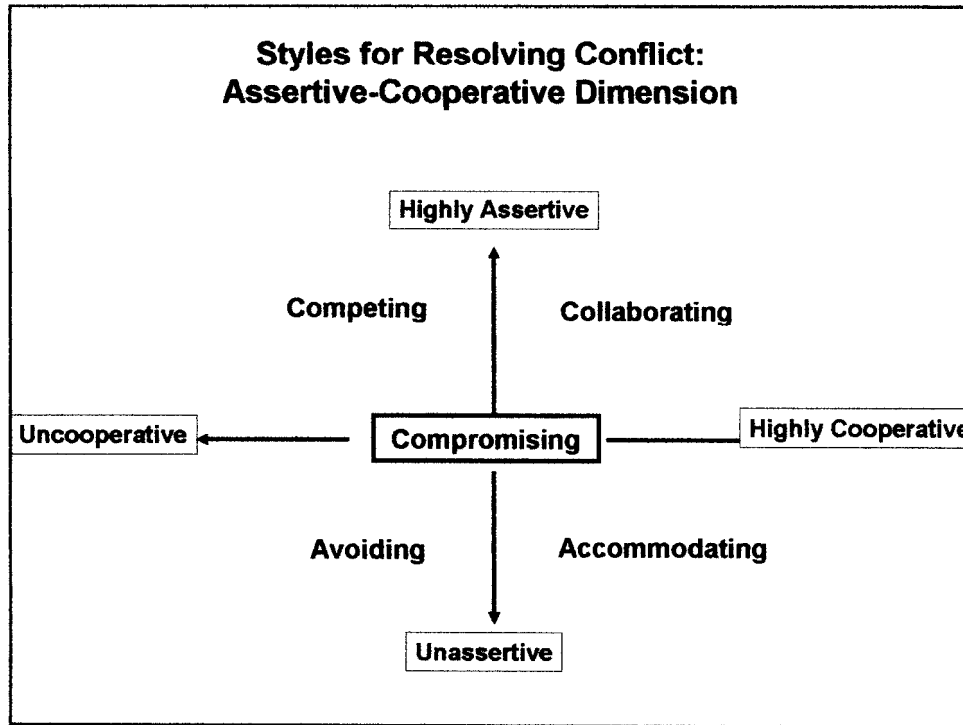 Styles for Resolving Conflict:
Assertive-Cooperative Dimension
Highly Assertive
Competing
Collaborating
Uncooperative
Compromising
Highly Cooperative
Avoiding
Accommodating
Unassertive